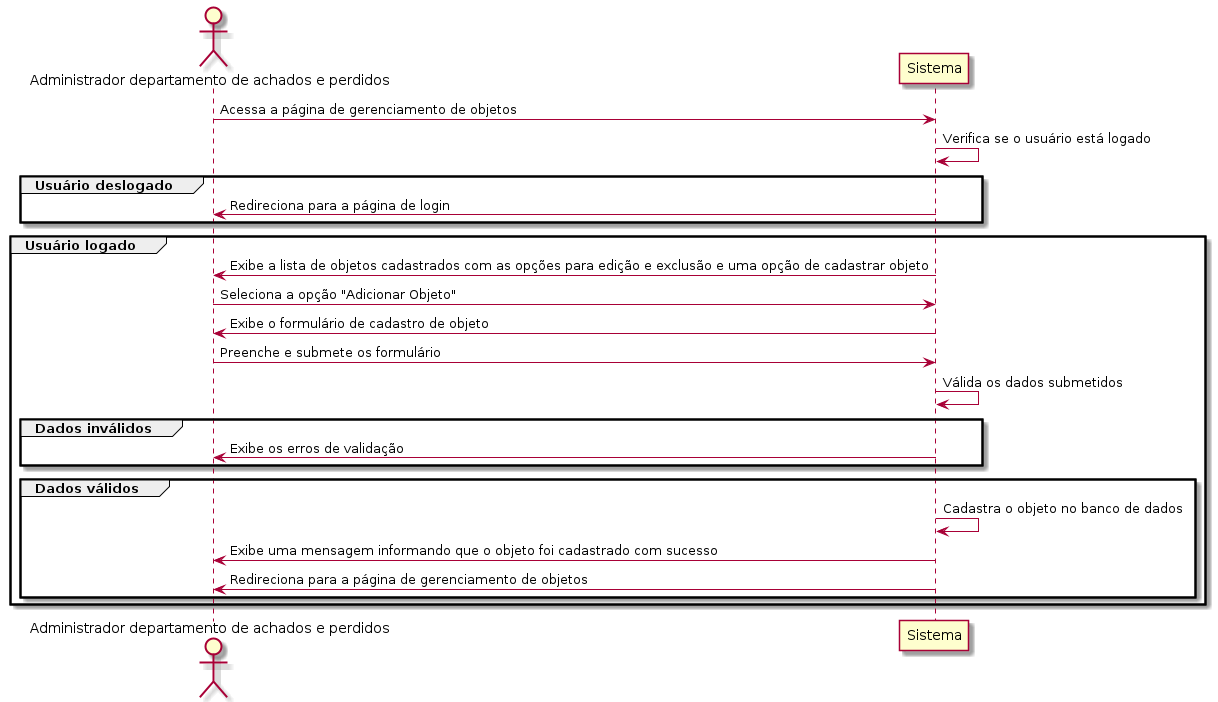 Administrador departamento de achados e perdidos
Sistema
Acessa a página de gerenciamento de objetos
Verifica se o usuário está logado
Usuário deslogado
Redireciona para a página de login
Usuário logado
Exibe a lista de objetos cadastrados com as opções para edição e exclusão e uma opção de cadastrar objeto
Seleciona a opção "Adicionar Objeto"
Exibe o formulário de cadastro de objeto
Preenche e submete os formulário
Válida os dados submetidos
Dados inválidos
Exibe os erros de validação
Dados válidos
Cadastra o objeto no banco de dados
Exibe uma mensagem informando que o objeto foi cadastrado com sucesso
Redireciona para a página de gerenciamento de objetos
Administrador departamento de achados e perdidos
Sistema